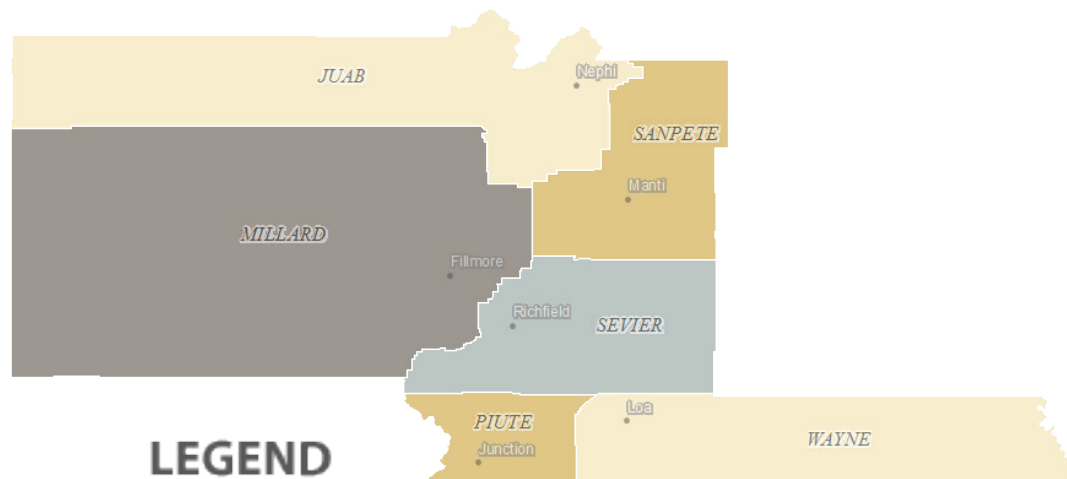 JUAB
Nephi
SANPETE
Manti
MILLARD
Fillmore
Richfield
SEVIER
Loa
PIUTE
WAYNE
Junction
LEGEND